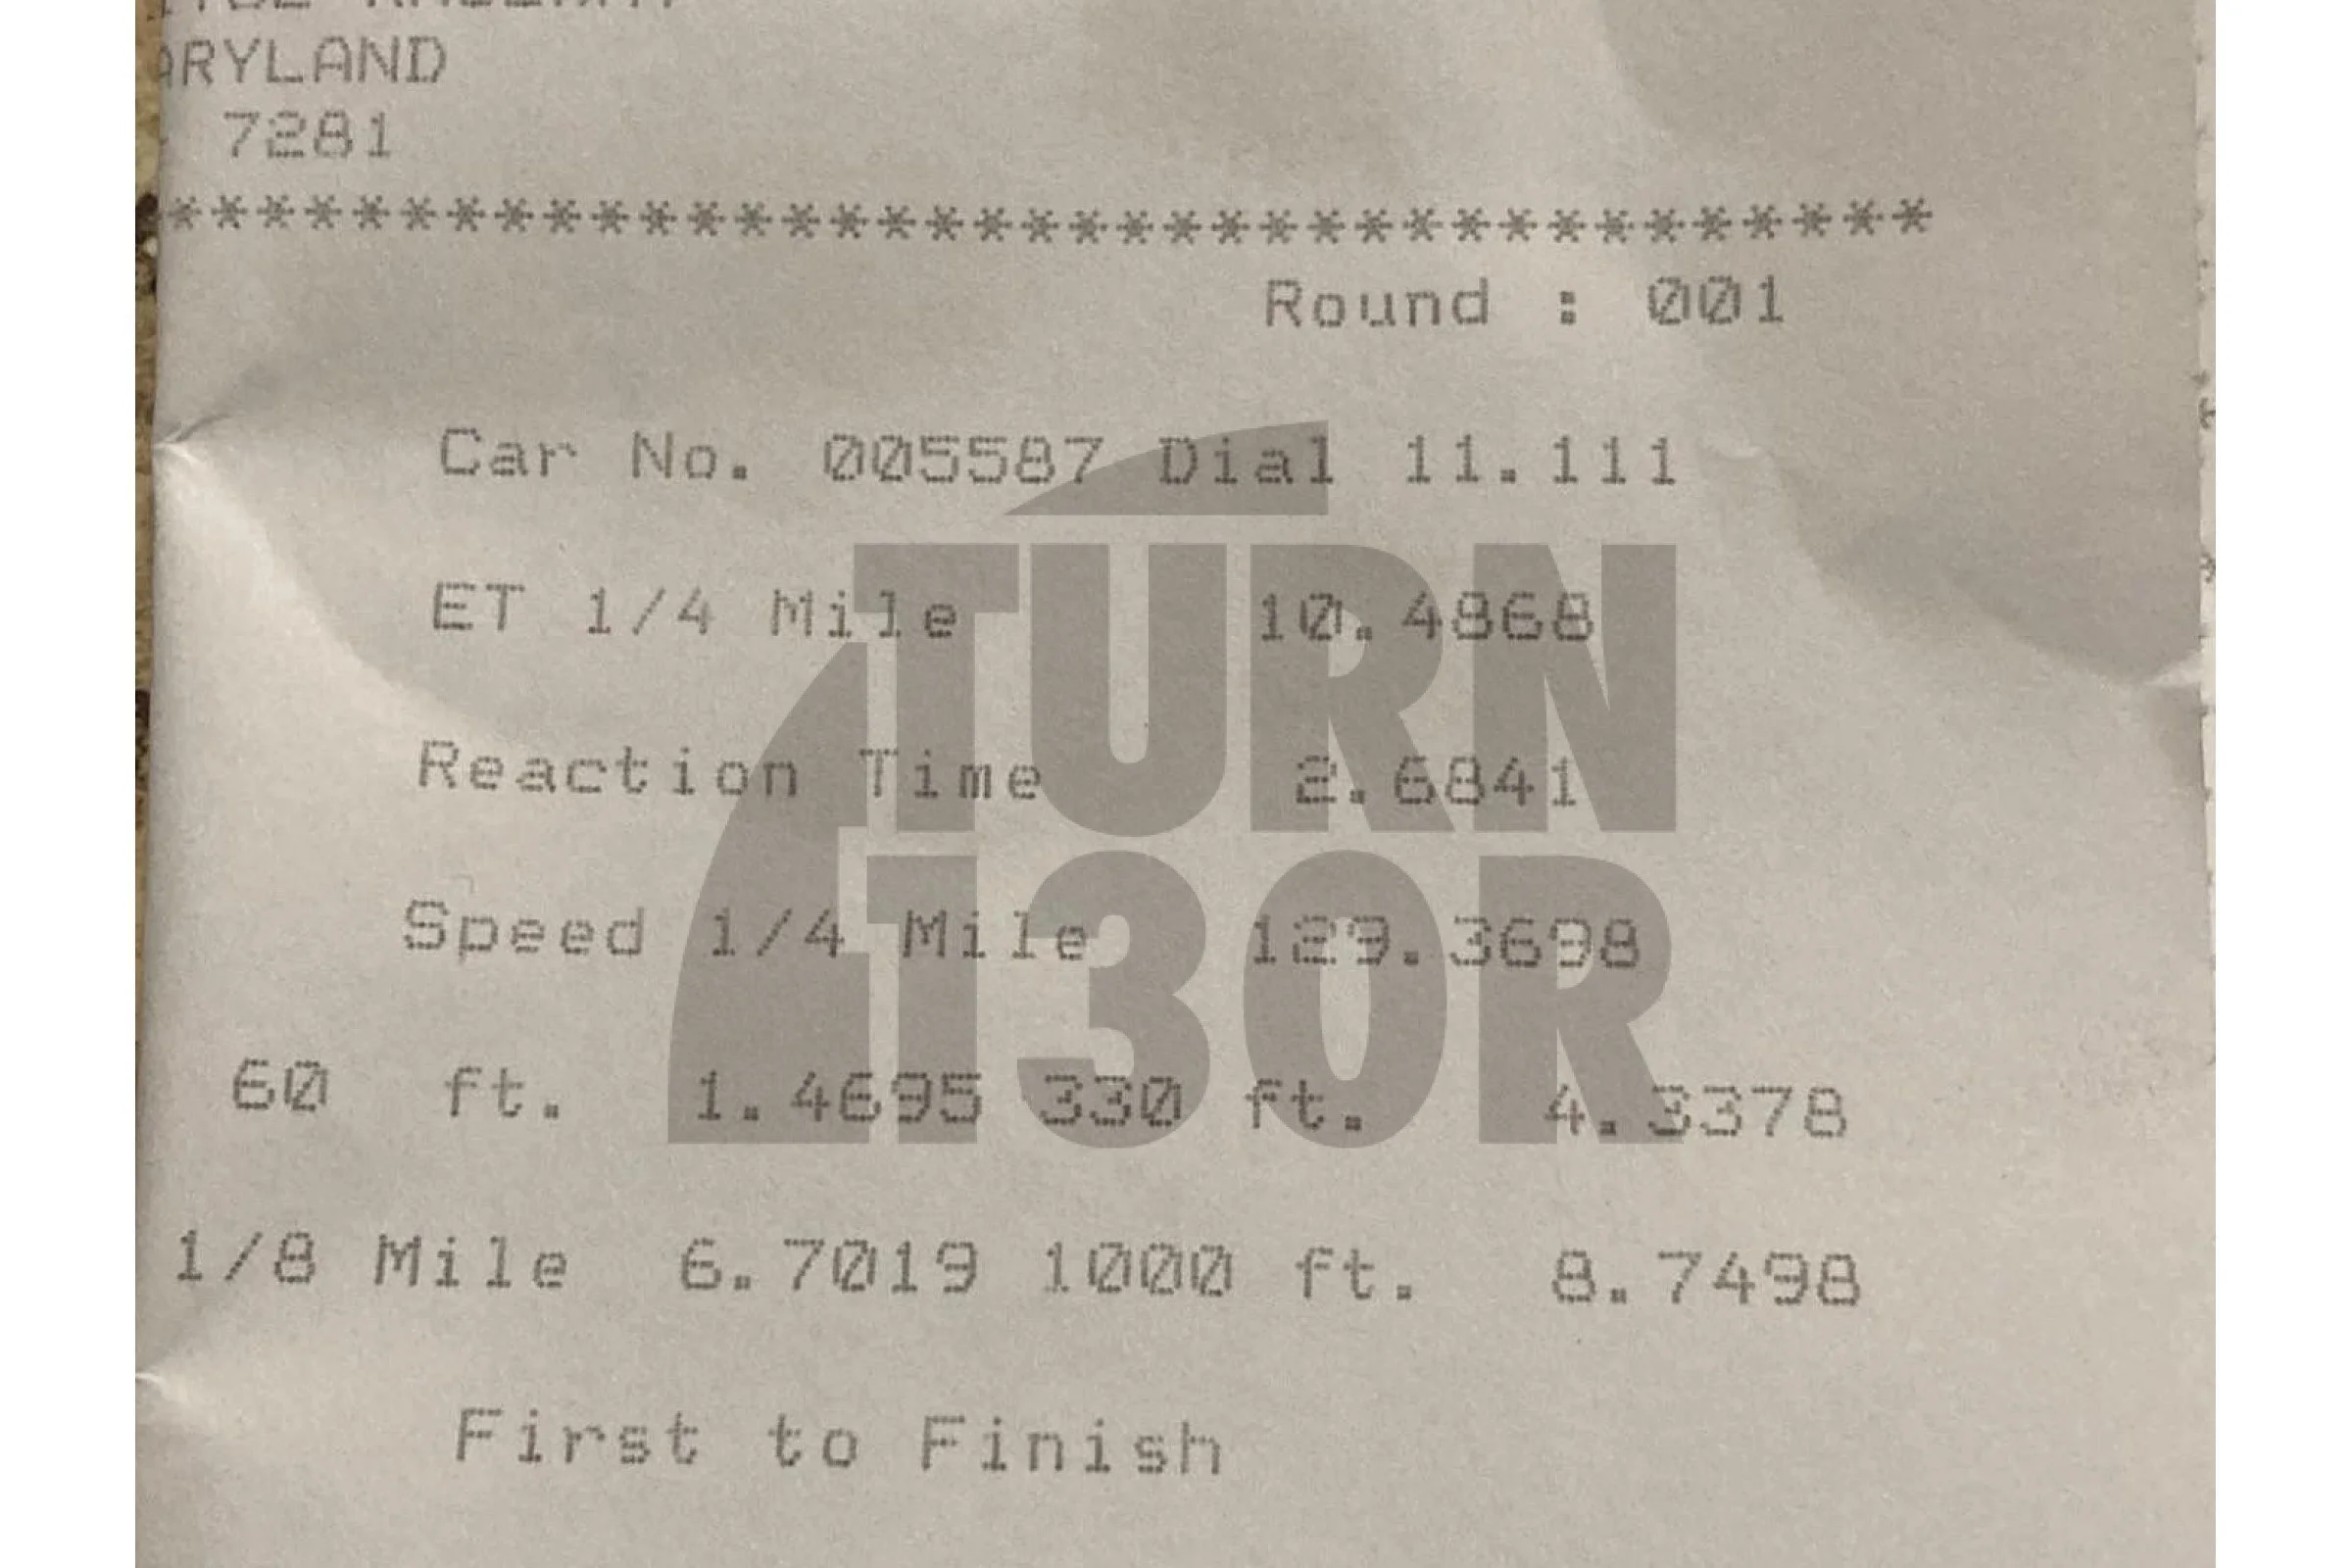 ARYLAND
7281
**************************************
Round : 001
Car No. 005587 Dial 11.111
ET 1/4 Mile 10.4868
Reaction Time 2.6841
Speed 1/4 Mile 129.3698
60 ft. 1.4695 330 ft. 4.3378
1/8 Mile 6.7019 1000 ft. 8.7498
First to Finish
TURN
130R